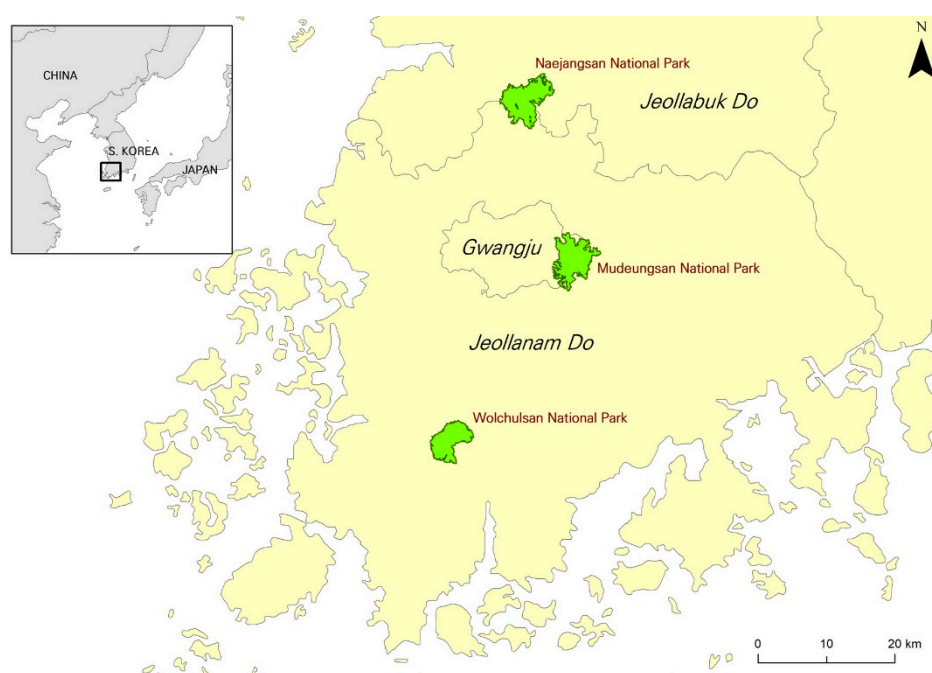 N
CHINA
S. KOREA
JAPAN
Naejangsan National Park
Jeollabuk Do
Gwangju
Mudeungsan National Park
Jeollanam Do
Wolchulsan National Park
0 10 20 km